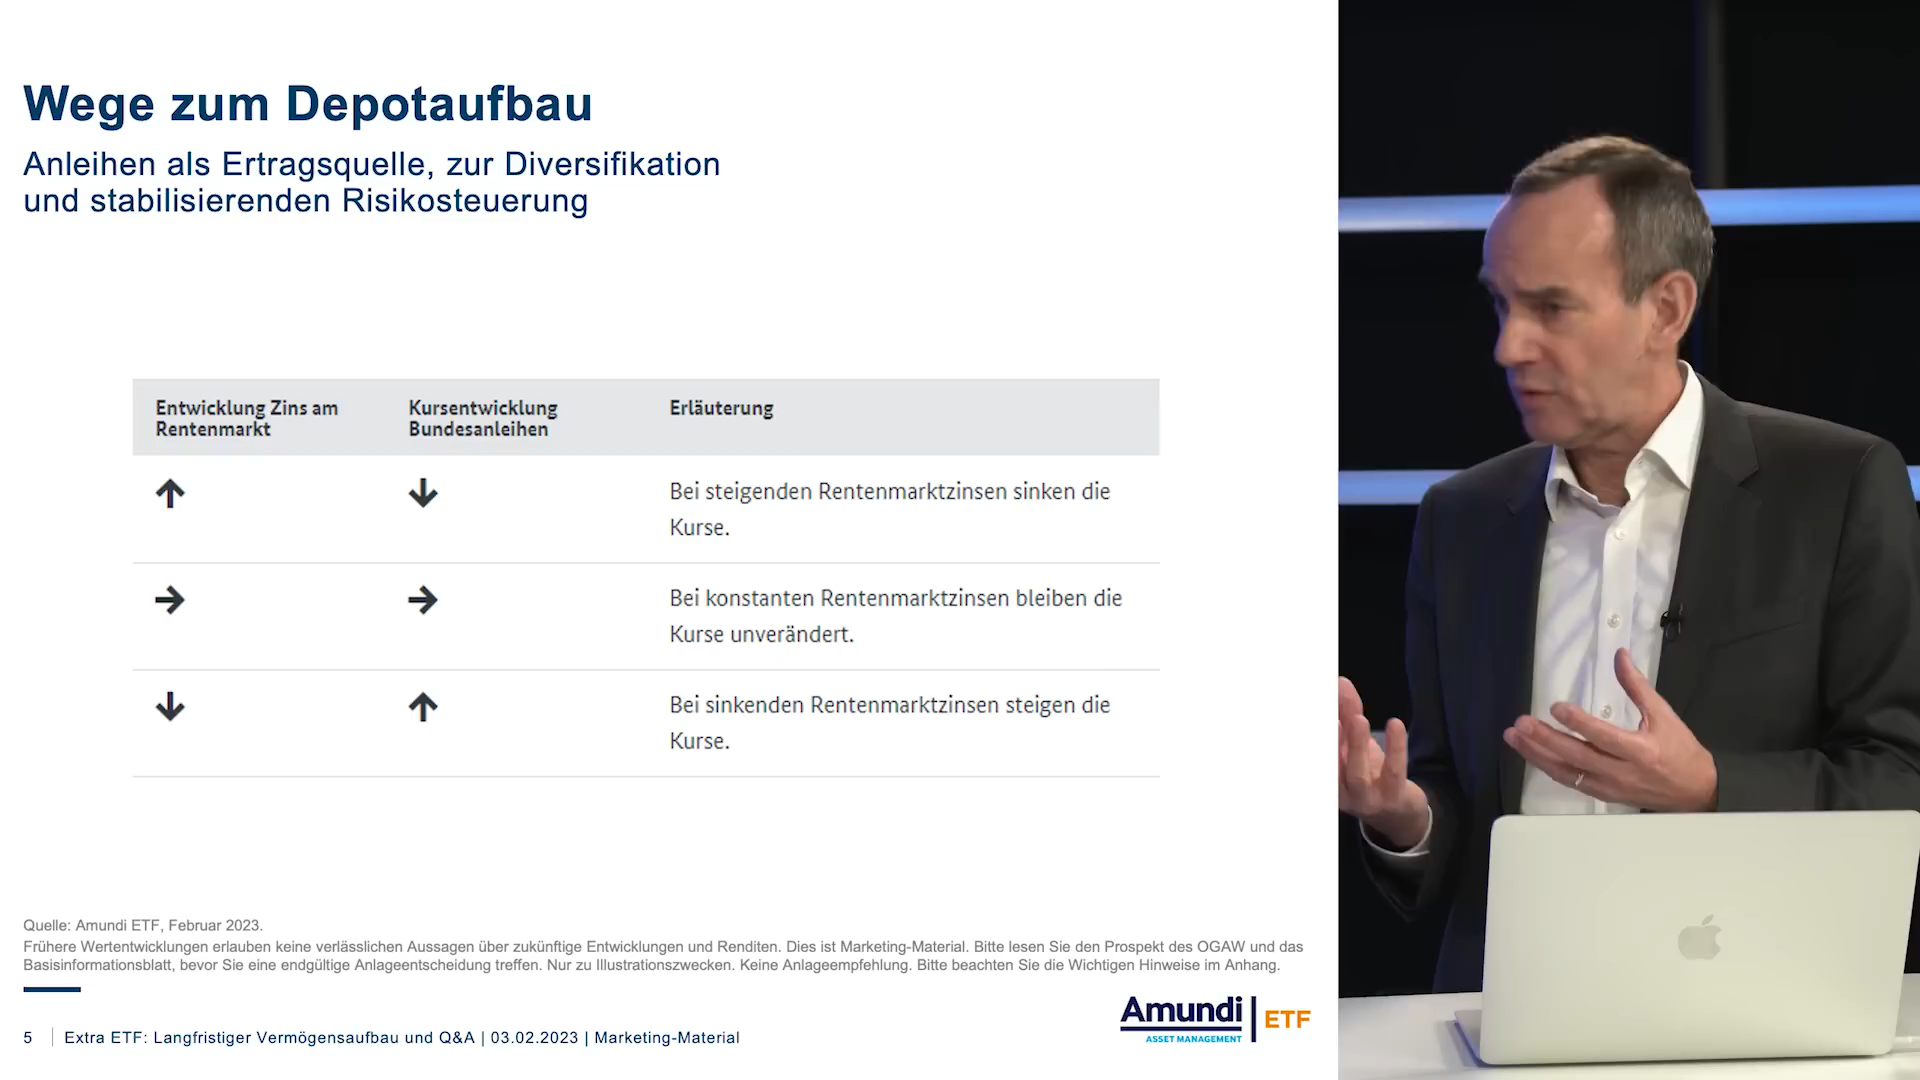 Wege zum Depotaufbau
Anleihen als Ertragsquelle, zur Diversifikation
und stabilisierenden Risikosteuerung
Entwicklung Zins am
Rentenmarkt
Kursentwicklung
Bundesanleihen
Erläuterung
↑ ↓ Bei steigenden Rentenmarktzinsen sinken die
Kurse.
→ → Bei konstanten Rentenmarktzinsen bleiben die
Kurse unverändert.
↓ ↑ Bei sinkenden Rentenmarktzinsen steigen die
Kurse.
Quelle: Amundi ETF, Februar 2023.
Frühere Wertentwicklungen erlauben keine verlässlichen Aussagen über zukünftige Entwicklungen und Renditen. Dies ist Marketing-Material. Bitte lesen Sie den Prospekt des OGAW und das
Basisinformationsblatt, bevor Sie eine endgültige Anlageentscheidung treffen. Nur zu Illustrationszwecken. Keine Anlageempfehlung. Bitte beachten Sie die Wichtigen Hinweise im Anhang.
5 | Extra ETF: Langfristiger Vermögensaufbau und Q&A | 03.02.2023 | Marketing-Material
Amundi | ETF
ASSET MANAGEMENT